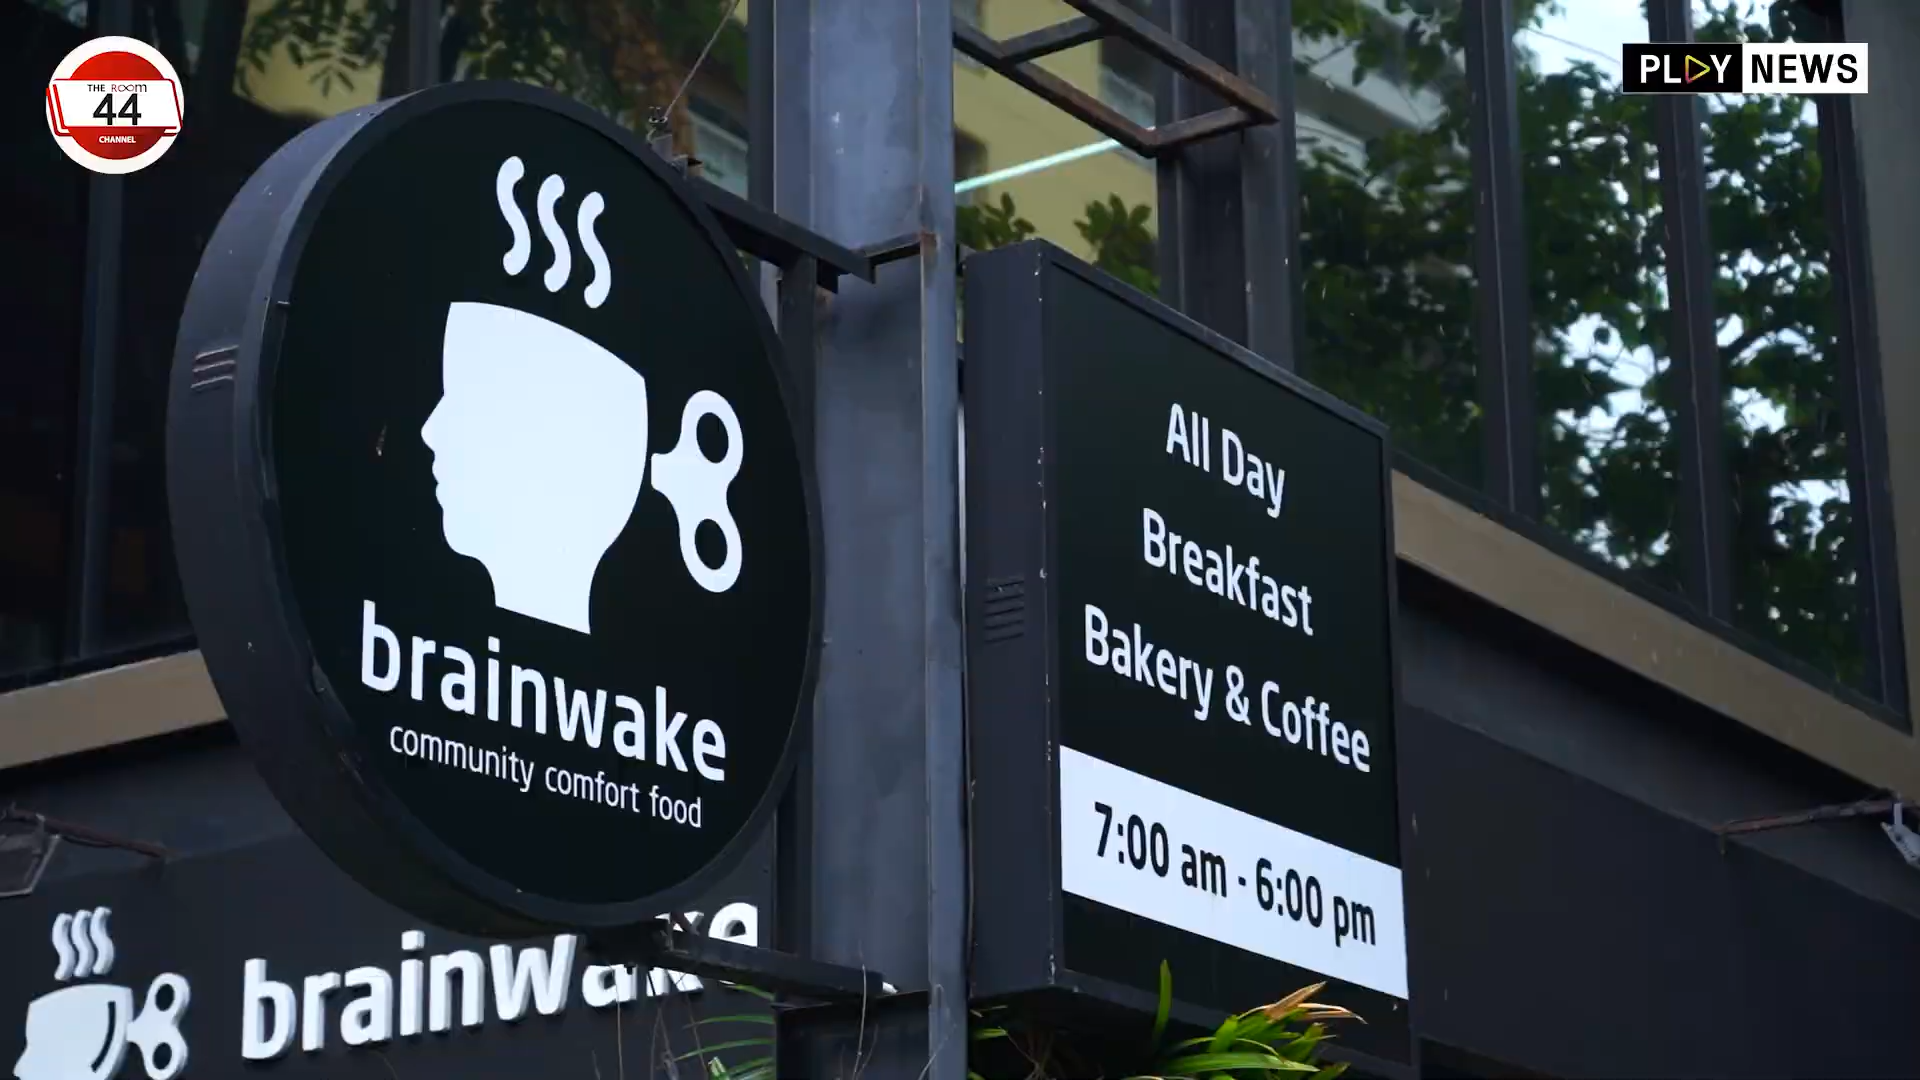 THE ROOM
44
CHANNEL
PLAY NEWS
brainwake
community comfort food
All Day
Breakfast
Bakery & Coffee
7:00 am - 6:00 pm
brainwake